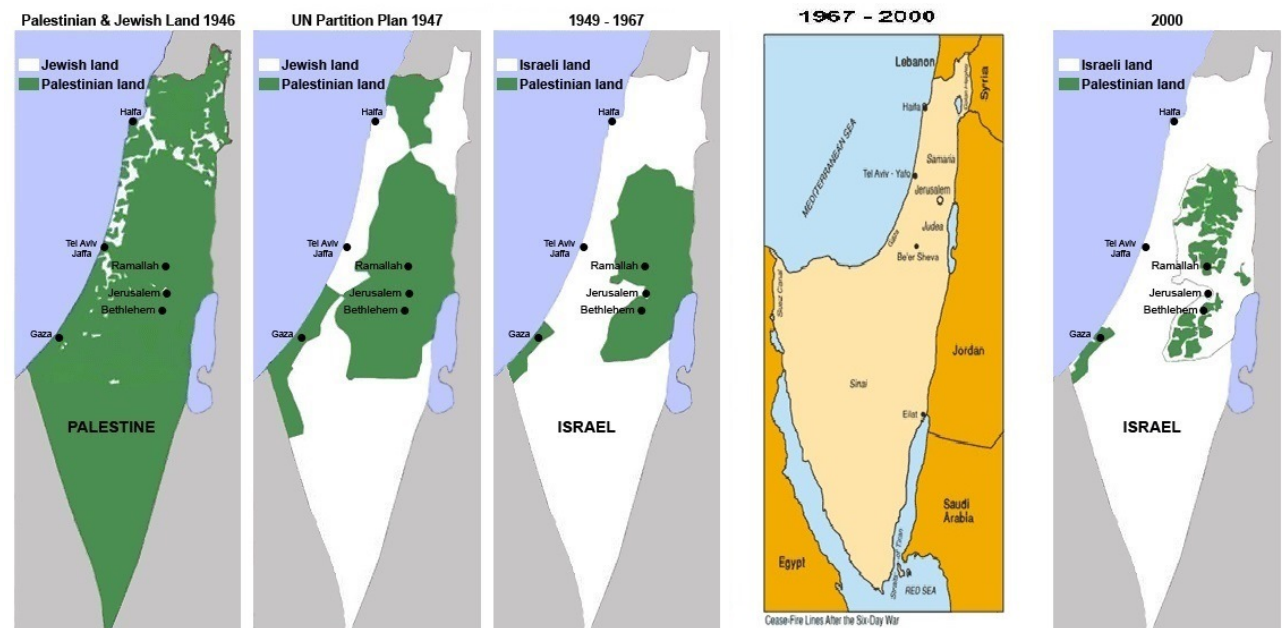 Palestinian & Jewish Land 1946
Jewish land
Palestinian land
Haifa
Tel Aviv
Jaffa
Ramallah
Jerusalem
Bethlehem
Gaza
PALESTINE
UN Partition Plan 1947
Jewish land
Palestinian land
Haifa
Tel Aviv
Jaffa
Ramallah
Jerusalem
Bethlehem
Gaza
1949 - 1967
Israeli land
Palestinian land
Haifa
Tel Aviv
Jaffa
Ramallah
Jerusalem
Bethlehem
Gaza
ISRAEL
1967 - 2000
Lebanon
Syria
Haifa
MEDITERRANEAN SEA
Samaria
Tel Aviv - Yafo
Jerusalem
Judea
Gaza
Be'er Sheva
Suez Canal
Jordan
Sinai
Eilat
Saudi
Arabia
of Tiran
Egypt
RED SEA
Cease-Fire Lines After the Six-Day War
2000
Israeli land
Palestinian land
Haifa
Tel Aviv
Jaffa
Ramallah
Jerusalem
Bethlehem
Gaza
ISRAEL